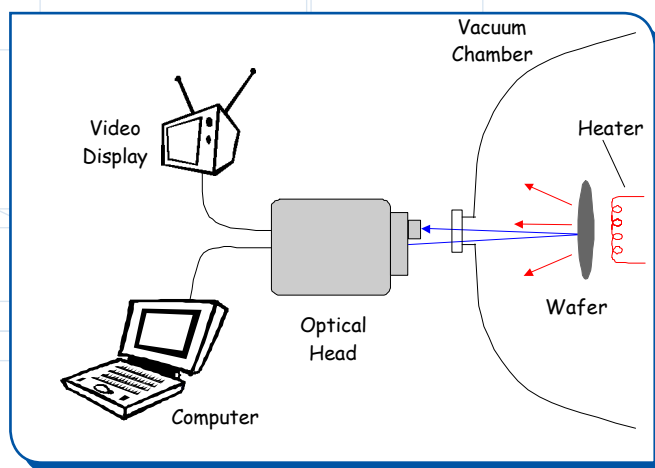 Vacuum
Chamber
Video
Display
Heater
Wafer
Optical
Head
Computer